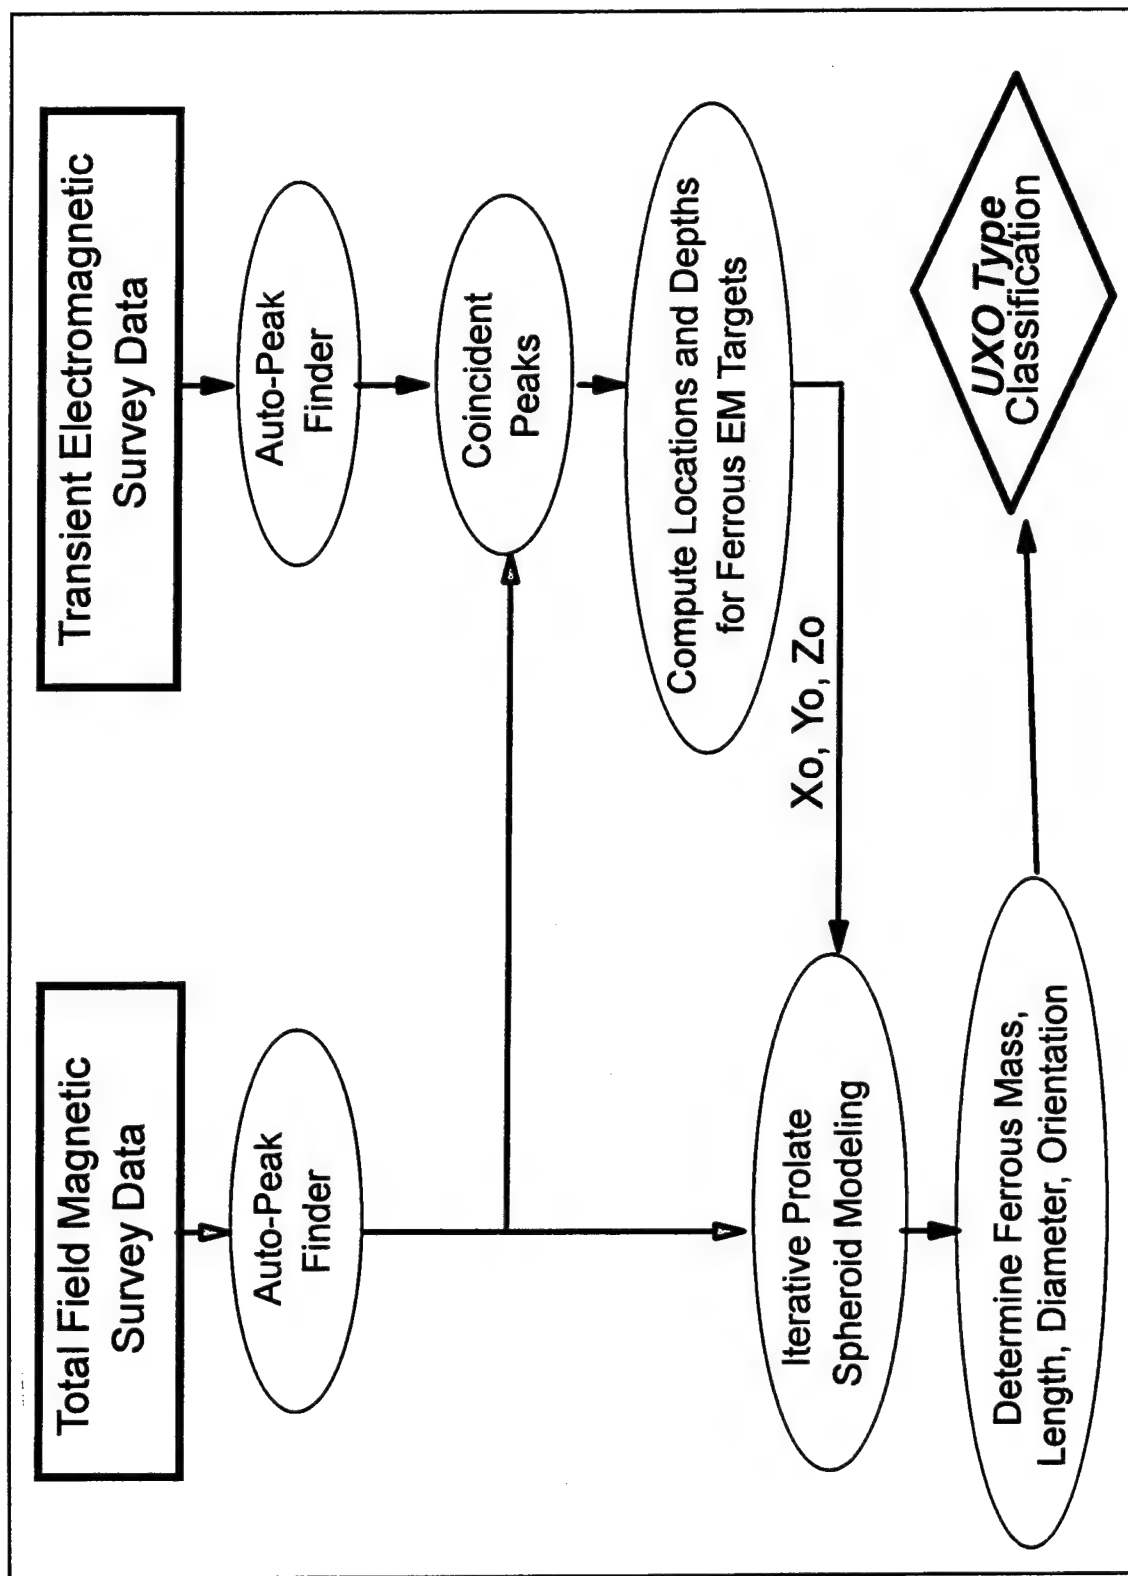 Total Field Magnetic
Survey Data
Transient Electromagnetic
Survey Data
Auto-Peak
Finder
Auto-Peak
Finder
Coincident
Peaks
Compute Locations and Depths
for Ferrous EM Targets
Xo, Yo, Zo
Iterative Prolate
Spheroid Modeling
Determine Ferrous Mass,
Length, Diameter, Orientation
UXO Type
Classification